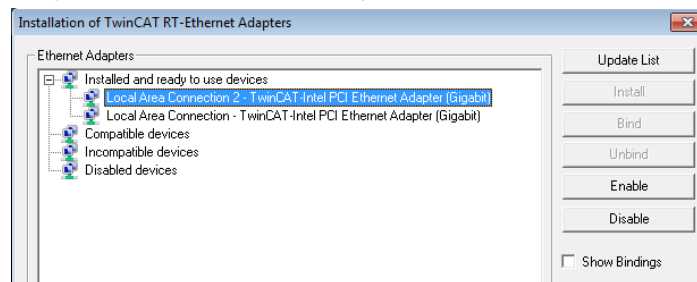 Installation of TwinCAT RT-Ethernet Adapters
Ethernet Adapters
Installed and ready to use devices
Local Area Connection 2 - TwinCAT-Intel PCI Ethernet Adapter (Gigabit)
Local Area Connection - TwinCAT-Intel PCI Ethernet Adapter (Gigabit)
Compatible devices
Incompatible devices
Disabled devices
Update List
Install
Bind
Unbind
Enable
Disable
Show Bindings